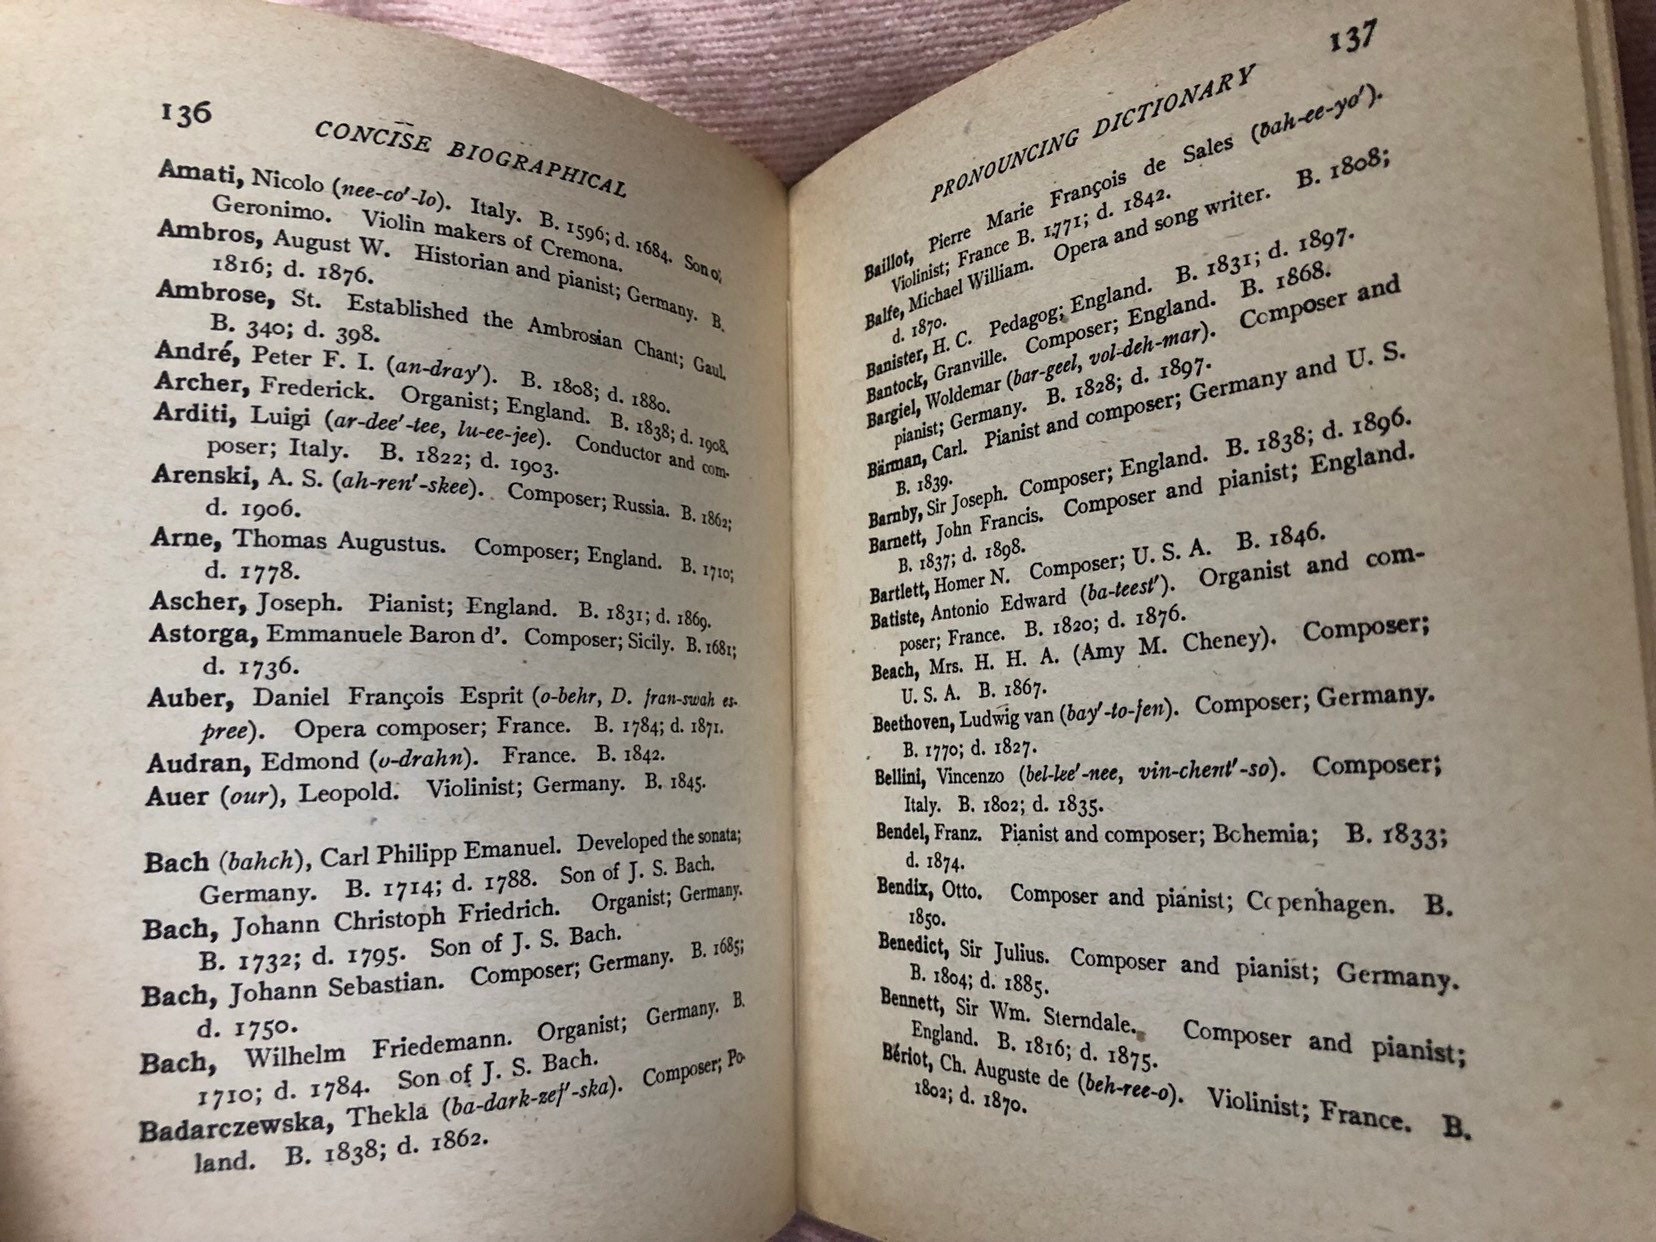 136
CONCISE BIOGRAPHICAL
Amati, Nicolo (nee-co'-lo). Italy. B. 1596; d. 1684. Son of
Geronimo. Violin makers of Cremona.
Ambros, August W. Historian and pianist; Germany. B.
1816; d. 1876.
Ambrose, St. Established the Ambrosian Chant; Gaul.
B. 340; d. 398.
André, Peter F. I. (an-dray'). B. 1808; d. 1880.
Archer, Frederick. Organist; England. B. 1838; d. 1908.
Arditi, Luigi (ar-dee'-tee, lu-ee-jee). Conductor and com-
poser; Italy. B. 1822; d. 1903.
Arenski, A. S. (ah-ren'-skee). Composer; Russia. B. 1862;
d. 1906.
Arne, Thomas Augustus. Composer; England. B. 1710;
d. 1778.
Ascher, Joseph. Pianist; England. B. 1831; d. 1869.
Astorga, Emmanuele Baron d'. Composer; Sicily. B. 1681;
d. 1736.
Auber, Daniel François Esprit (o-behr, D. fran-swah es-
pree). Opera composer; France. B. 1784; d. 1871.
Audran, Edmond (o-drahn). France. B. 1842.
Auer (our), Leopold. Violinist; Germany. B. 1845.
Bach (bahch), Carl Philipp Emanuel. Developed the sonata;
Germany. B. 1714; d. 1788. Son of J. S. Bach.
Bach, Johann Christoph Friedrich. Organist; Germany.
B. 1732; d. 1795. Son of J. S. Bach.
Bach, Johann Sebastian. Composer; Germany. B. 1685;
d. 1750.
Bach, Wilhelm Friedemann. Organist; Germany. B.
1710; d. 1784. Son of J. S. Bach.
Badarczewska, Thekla (ba-dark-zef'-ska). Composer; Po-
land. B. 1838; d. 1862.
137
PRONOUNCING DICTIONARY
Baillot, Pierre Marie François de Sales (bah-ee-yo').
Violinist; France B. 1771; d. 1842.
Balfe, Michael William. Opera and song writer. B. 1808;
d. 1870.
Banister, H. C. Pedagog; England. B. 1831; d. 1897.
Bantock, Granville. Composer; England. B. 1868.
Bargiel, Woldemar (bar-geel, vol-deh-mar). Composer and
pianist; Germany. B. 1828; d. 1897.
Bärman, Carl. Pianist and composer; Germany and U. S.
B. 1839.
Barnby, Sir Joseph. Composer; England. B. 1838; d. 1896.
Barnett, John Francis. Composer and pianist; England.
B. 1837; d. 1898.
Bartlett, Homer N. Composer; U. S. A. B. 1846.
Batiste, Antonio Edward (ba-teest'). Organist and com-
poser; France. B. 1820; d. 1876.
Beach, Mrs. H. H. A. (Amy M. Cheney). Composer;
U. S. A. B. 1867.
Beethoven, Ludwig van (bay'-to-fen). Composer; Germany.
B. 1770; d. 1827.
Bellini, Vincenzo (bel-lee'-nee, vin-chent'-so). Composer;
Italy. B. 1802; d. 1835.
Bendel, Franz. Pianist and composer; Bohemia; B. 1833;
d. 1874.
Bendix, Otto. Composer and pianist; Copenhagen. B.
1850.
Benedict, Sir Julius. Composer and pianist; Germany.
B. 1804; d. 1885.
Bennett, Sir Wm. Sterndale. Composer and pianist;
England. B. 1816; d. 1875.
Bériot, Ch. Auguste de (beh-ree-o). Violinist; France. B.
1802; d. 1870.